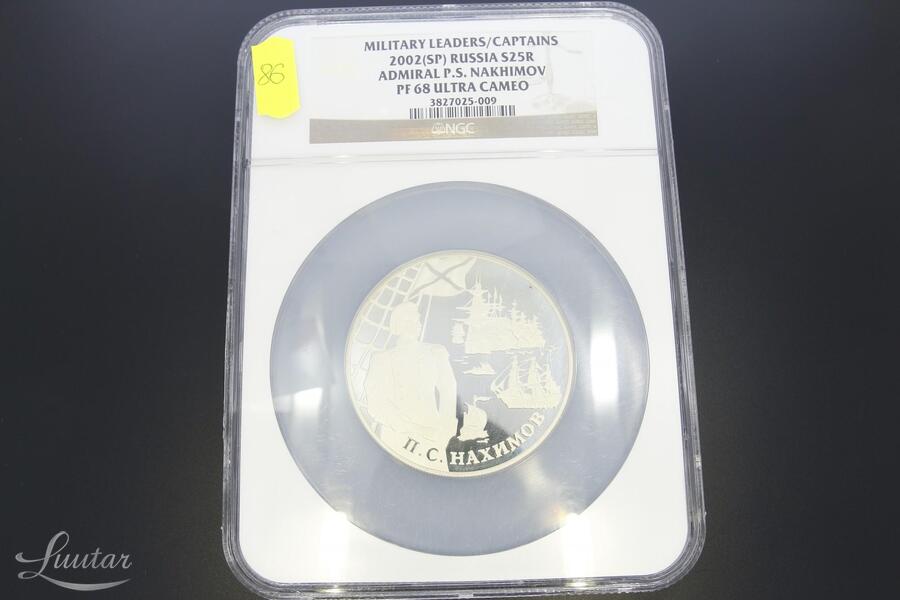 MILITARY LEADERS/CAPTAINS
2002(SP) RUSSIA S25R
ADMIRAL P.S. NAKHIMOV
PF 68 ULTRA CAMEO
3827025-009
NGC
86
П. С. НАХИМОВ
Luutar